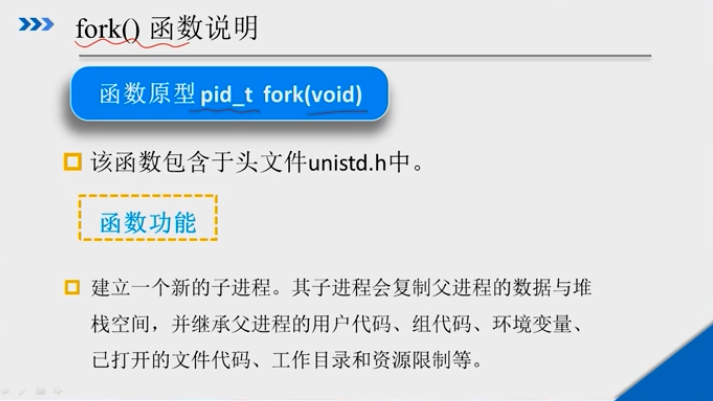 fork() 函数说明
函数原型 pid_t fork(void)
该函数包含于头文件unistd.h中。
函数功能
建立一个新的子进程。其子进程会复制父进程的数据与堆
栈空间，并继承父进程的用户代码、组代码、环境变量、
已打开的文件代码、工作目录和资源限制等。